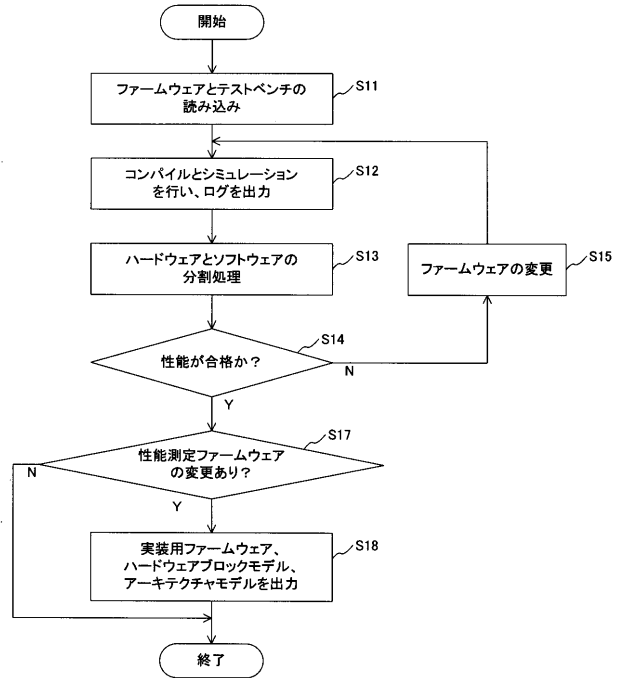 開始
ファームウェアとテストベンチの
読み込み
S11
コンパイルとシミュレーション
を行い、ログを出力
S12
ハードウェアとソフトウェアの
分割処理
S13
ファームウェアの変更
S15
性能が合格か？
S14
N
Y
性能測定ファームウェア
の変更あり？
S17
N
Y
実装用ファームウェア、
ハードウェアブロックモデル、
アーキテクチャモデルを出力
S18
終了